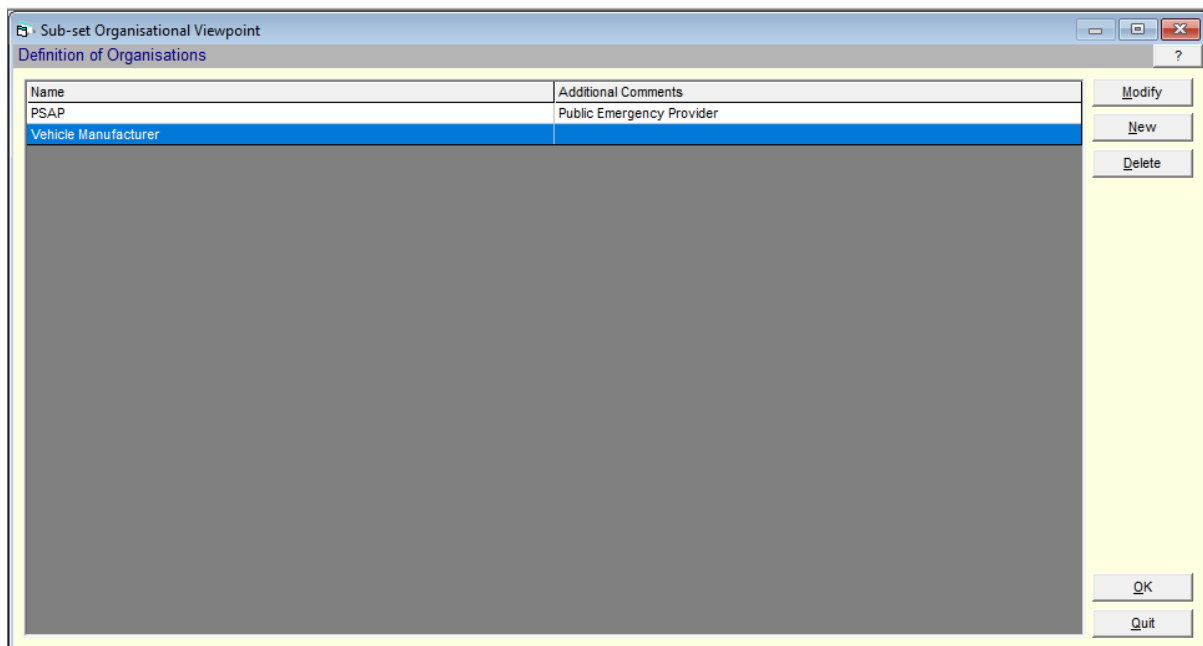 Sub-set Organisational Viewpoint
Definition of Organisations
?
Name Additional Comments
PSAP Public Emergency Provider
Vehicle Manufacturer
Modify
New
Delete
OK
Quit